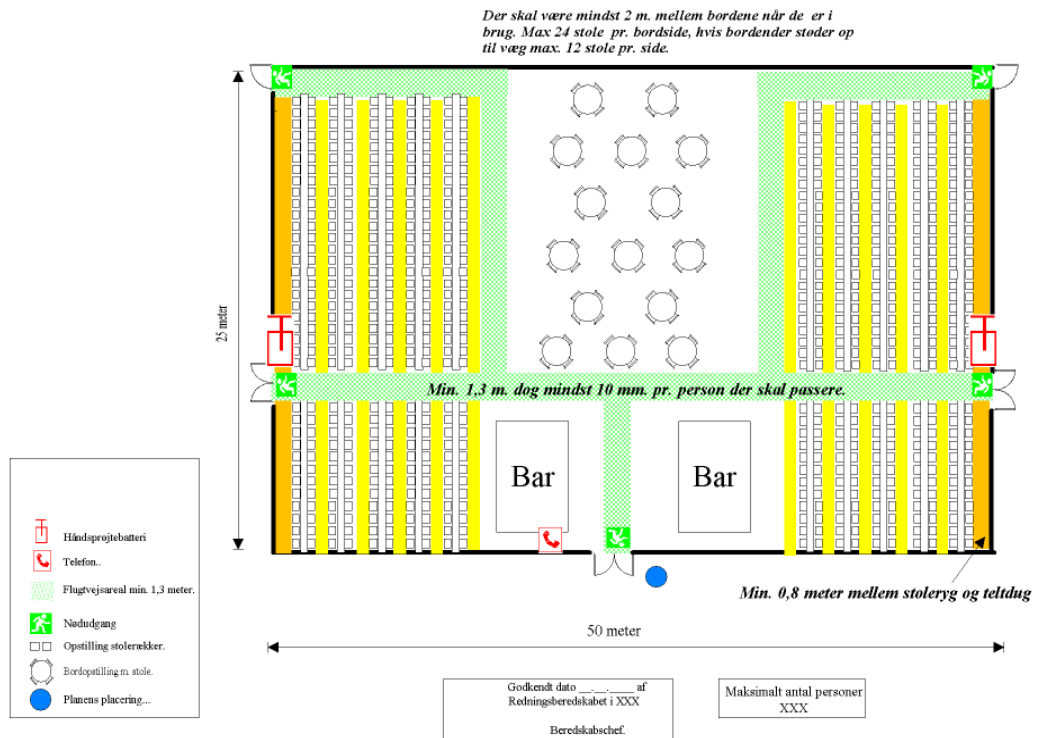 Der skal være mindst 2 m. mellem bordene når de er i
brug. Max 24 stole pr. bordside, hvis bordender støder op
til væg max. 12 stole pr. side.
25 meter
Min. 1,3 m. dog mindst 10 mm. pr. person der skal passere.
Bar
Bar
Min. 0,8 meter mellem stoleryg og teltdug
50 meter
Håndsprøjtebatteri
Telefon..
Flugtvejsareal min. 1,3 meter.
Nødudgang
Opstilling stolerækker.
Bordopstilling m. stole.
Planens placering...
Godkendt dato __.__.____ af
Redningsberedskabet i XXX
Beredskabschef.
Maksimalt antal personer
XXX